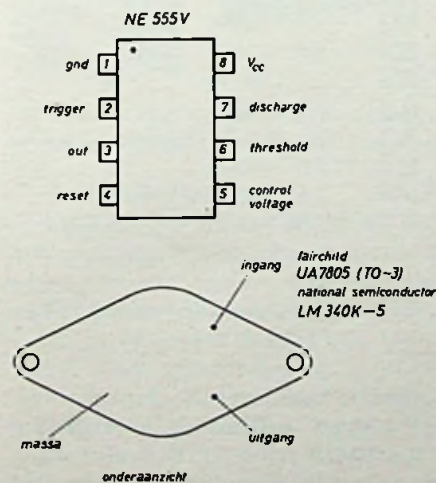 NE 555V
gnd 1 8 Vcc
trigger 2 7 discharge
out 3 6 threshold
reset 4 5 control
voltage
ingang
fairchild
UA7805 (TO-3)
national semiconductor
LM 340K-5
massa
uitgang
onderaanzicht